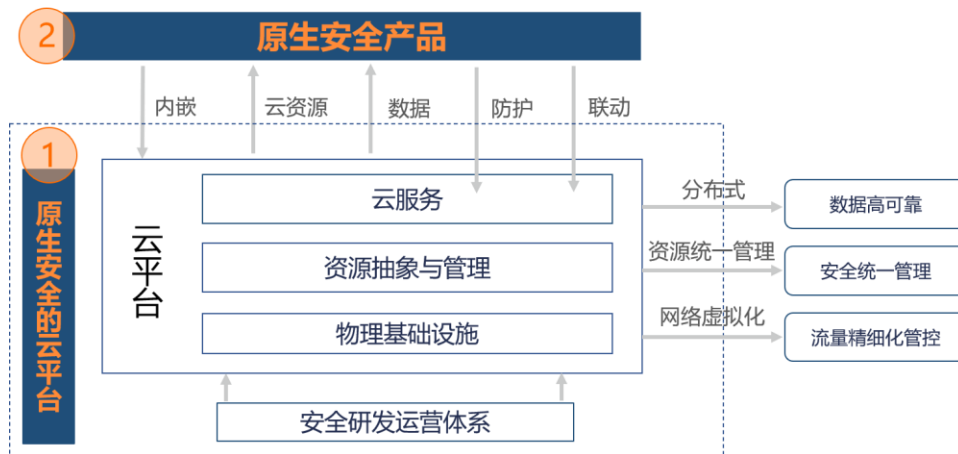 2
原生安全产品
内嵌
云资源
数据
防护
联动
1
原生安全的云平台
云平台
云服务
资源抽象与管理
物理基础设施
安全研发运营体系
分布式
数据高可靠
资源统一管理
安全统一管理
网络虚拟化
流量精细化管控